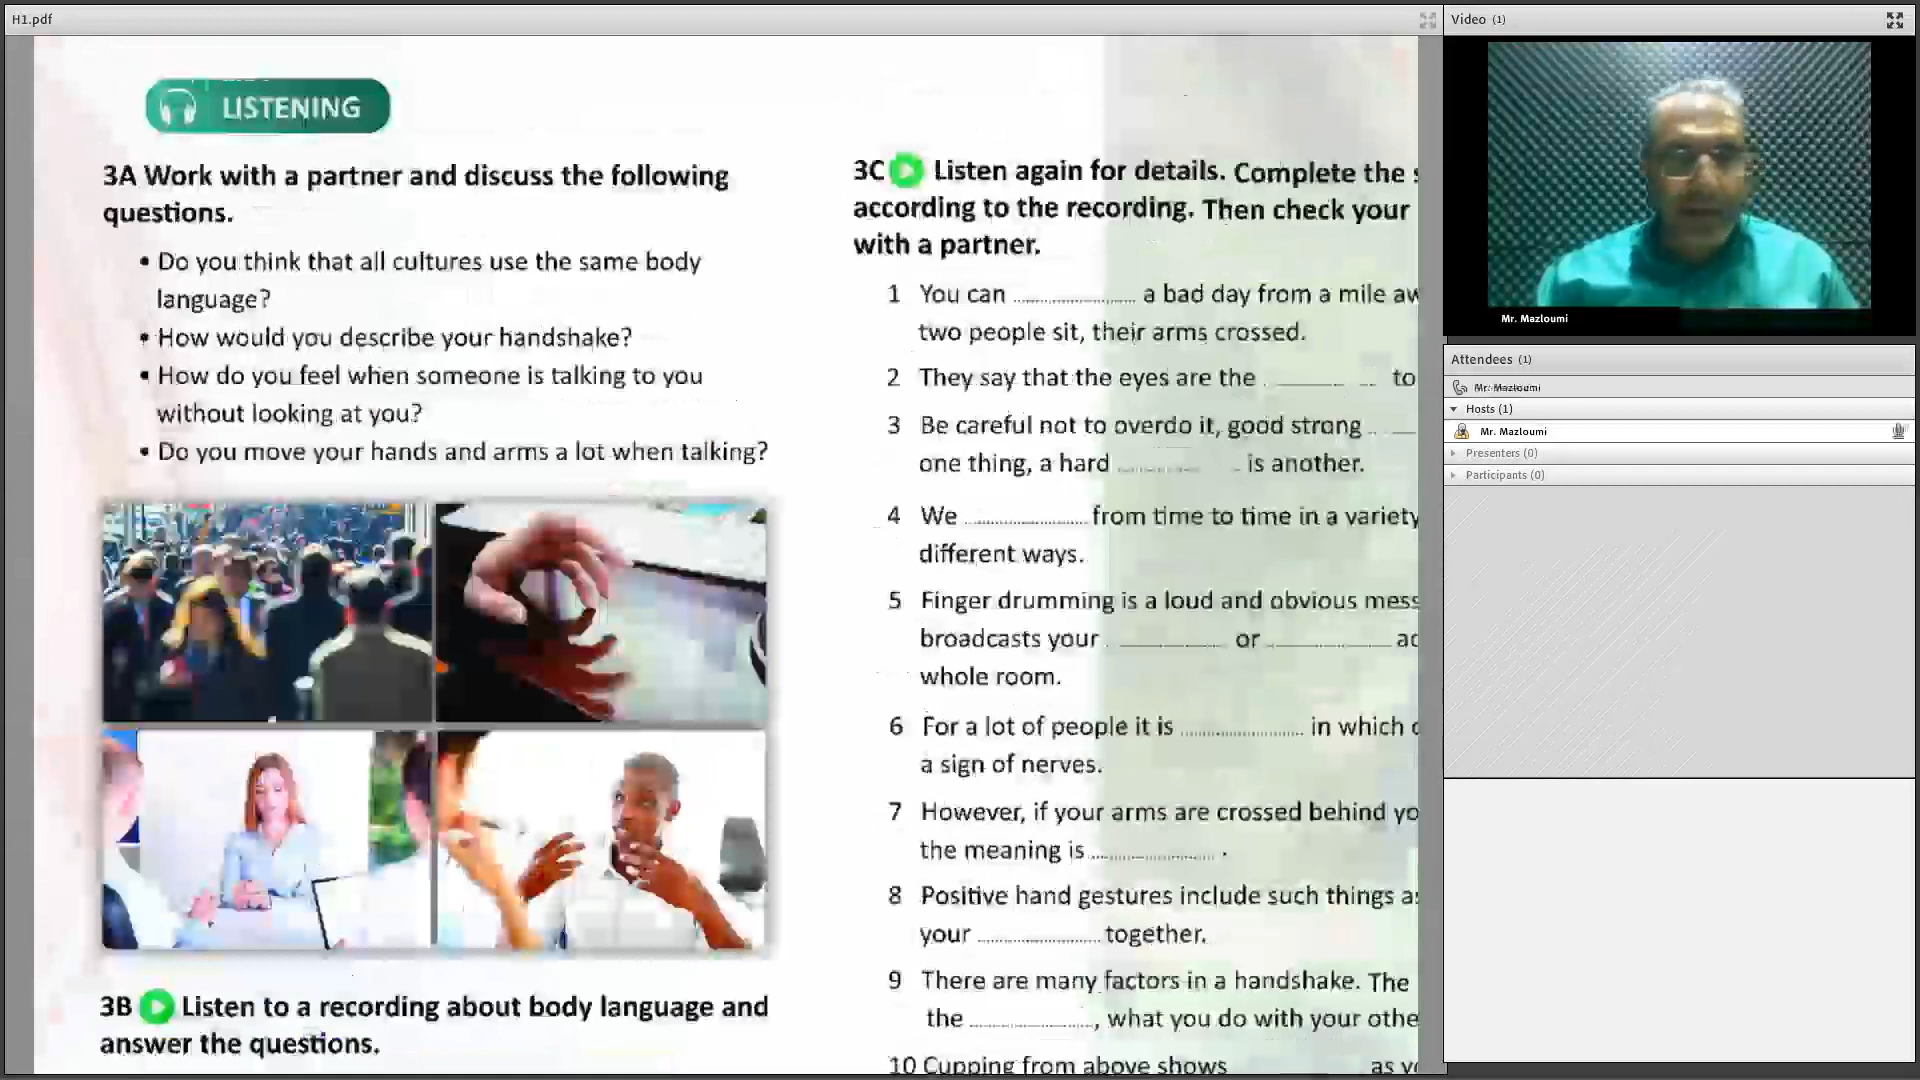 H1.pdf
LISTENING
3A Work with a partner and discuss the following
questions.
• Do you think that all cultures use the same body
language?
• How would you describe your handshake?
• How do you feel when someone is talking to you
without looking at you?
• Do you move your hands and arms a lot when talking?
3B Listen to a recording about body language and
answer the questions.
3C Listen again for details. Complete the
according to the recording. Then check your
with a partner.
1 You can ........................ a bad day from a mile
two people sit, their arms crossed.
2 They say that the eyes are the ........................ to
3 Be careful not to overdo it, good strong
one thing, a hard ........................ is another.
4 We ........................ from time to time in a variety
different ways.
5 Finger drumming is a loud and obvious
broadcasts your ........................ or ........................
whole room.
6 For a lot of people it is ........................ in which
a sign of nerves.
7 However, if your arms are crossed behind
the meaning is ........................ .
8 Positive hand gestures include such things
your ........................ together.
9 There are many factors in a handshake. The
the ........................, what you do with your
10 Cupping from above shows
Video (1)
Mr. Mazloumi
Attendees (1)
Mr. Mazloumi
Hosts (1)
Mr. Mazloumi
Presenters (0)
Participants (0)